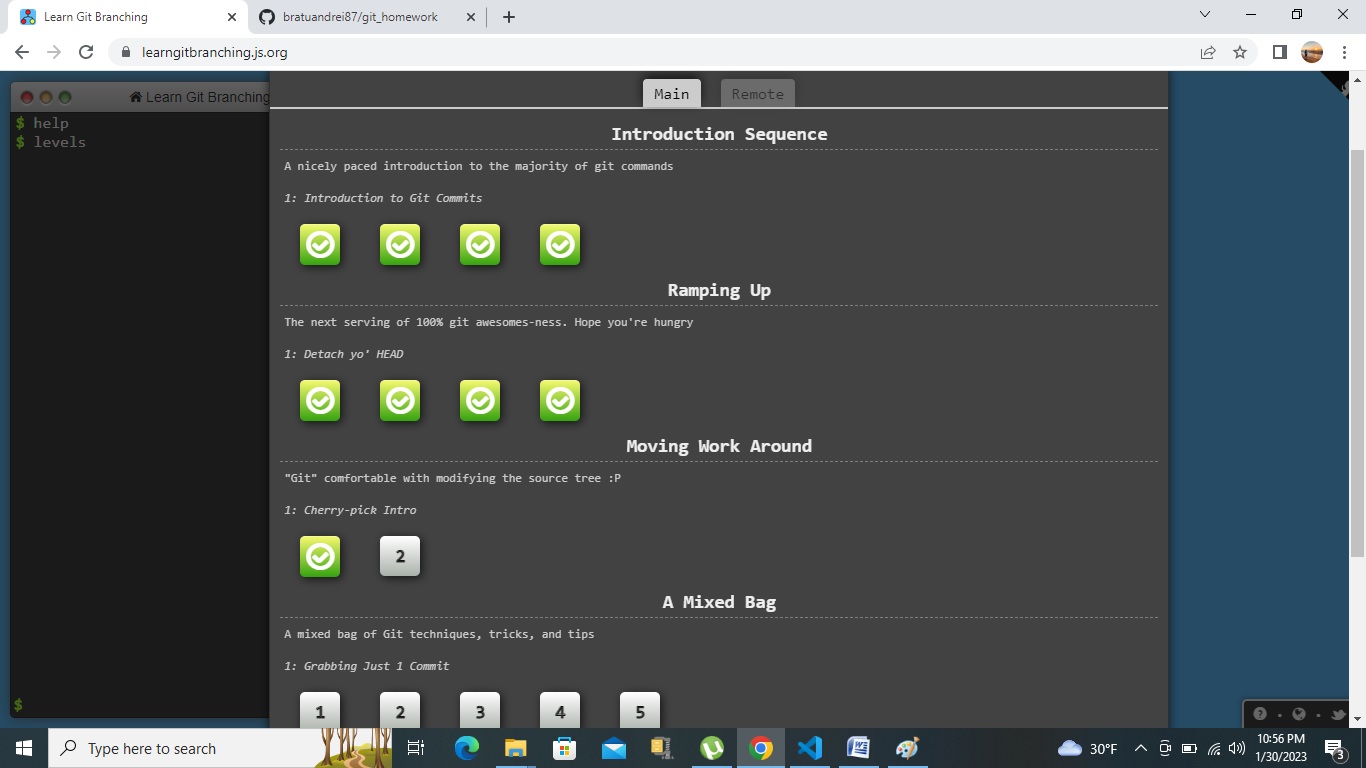 Learn Git Branching
bratuandrei87/git_homework
learngitbranching.js.org
Learn Git Branching
$ help
$ levels
$
Main
Remote
Introduction Sequence
A nicely paced introduction to the majority of git commands
1: Introduction to Git Commits
Ramping Up
The next serving of 100% git awesomes-ness. Hope you're hungry
1: Detach yo' HEAD
Moving Work Around
"Git" comfortable with modifying the source tree :P
1: Cherry-pick Intro
2
A Mixed Bag
A mixed bag of Git techniques, tricks, and tips
1: Grabbing Just 1 Commit
1 2 3 4 5
Type here to search
30°F
10:56 PM
1/30/2023
3